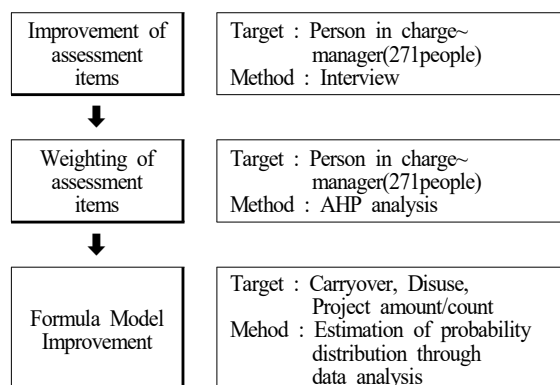 Improvement of
assessment
items
Target : Person in charge~
manager(271people)
Method : Interview
Weighting of
assessment
items
Target : Person in charge~
manager(271people)
Method : AHP analysis
Formula Model
Improvement
Target : Carryover, Disuse,
Project amount/count
Mehod : Estimation of probability
distribution through
data analysis